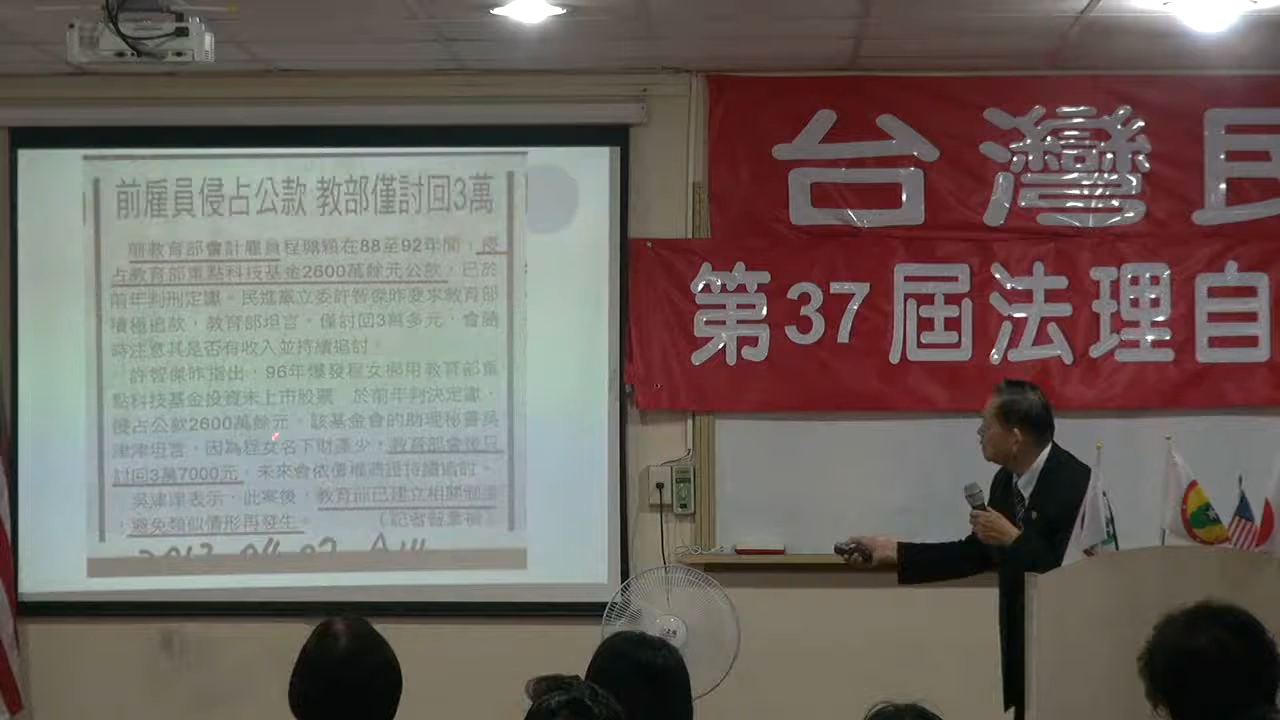 前雇員侵占公款 教部僅討回3萬
前教育部會計雇員程珮穎在88至92年間，侵
占教育部重點科技基金2600萬餘元公款，已於
前年判刑定讞。民進黨立委許智傑昨要求教育部
積極追款，教育部坦言，僅討回3萬多元，會隨
時注意其是否有收入並持續追討。
許智傑昨指出，96年爆發程女挪用教育部重
點科技基金投資未上市股票，於前年判決定讞，
侵占公款2600萬餘元，該基金會的助理秘書吳
津津坦言，因為程女名下財產少，教育部會後只
討回3萬7000元，未來會依債權憑證持續追討。
吳津津表示，此案後，教育部已建立相關制度
，避免類似情形再發生。
台灣民
第37屆法理自